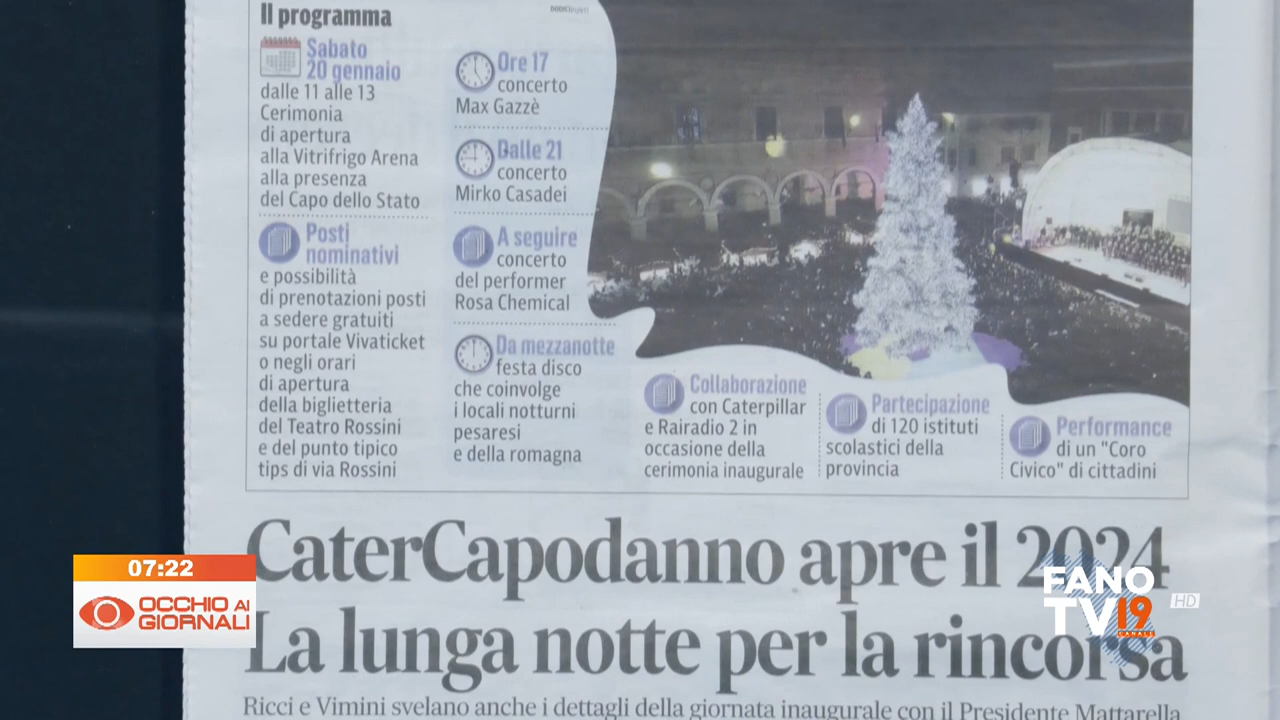 Il programma
Sabato
20 gennaio
dalle 11 alle 13
Cerimonia
di apertura
alla Vitrifrigo Arena
alla presenza
del Capo dello Stato
Posti
nominativi
e possibilità
di prenotazioni posti
a sedere gratuiti
su portale Vivaticket
o negli orari
di apertura
della biglietteria
del Teatro Rossini
e del punto tipico
tips di via Rossini
Ore 17
concerto
Max Gazzè
Dalle 21
concerto
Mirko Casadei
A seguire
concerto
del performer
Rosa Chemical
Da mezzanotte
festa disco
che coinvolge
i locali notturni
pesaresi
e della romagna
Collaborazione
con Caterpillar
e Rairadio 2 in
occasione della
cerimonia inaugurale
Partecipazione
di 120 istituti
scolastici della
provincia
Performance
di un "Coro
Civico" di cittadini
CaterCapodanno apre il 2024
La lunga notte per la rincorsa
Ricci e Vimini svelano anche i dettagli della giornata inaugurale con il Presidente Mattarella
07:22
OCCHIO AI
GIORNALI
FANO
TV 19
CANALE
HD